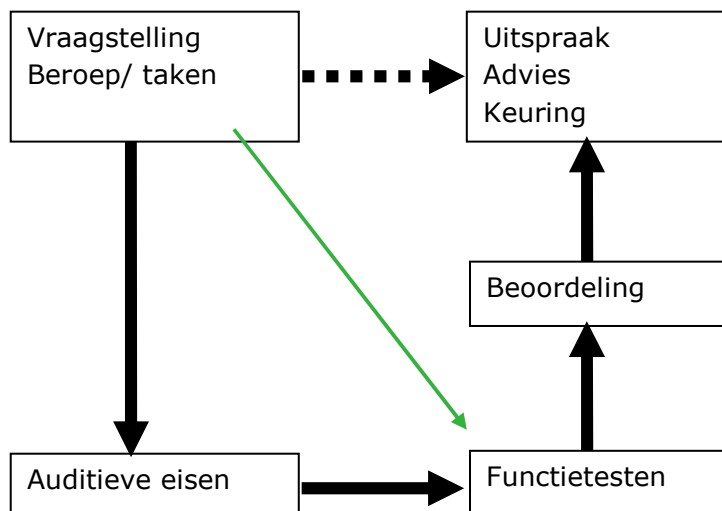 Vraagstelling
Beroep/ taken
Uitspraak
Advies
Keuring
Beoordeling
Auditieve eisen
Functietesten